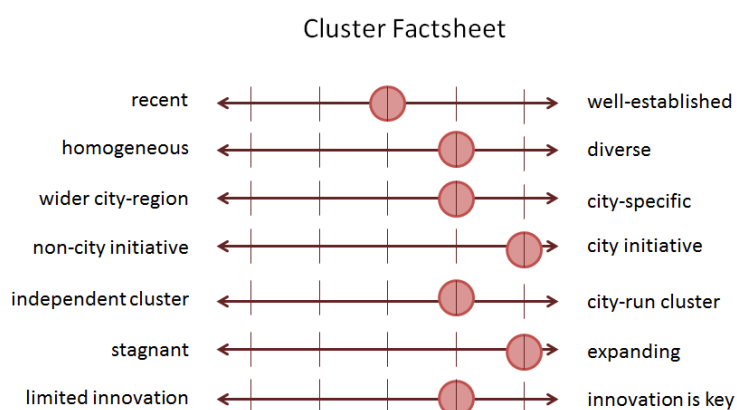 Cluster Factsheet
recent well-established
homogeneous diverse
wider city-region city-specific
non-city initiative city initiative
independent cluster city-run cluster
stagnant expanding
limited innovation innovation is key